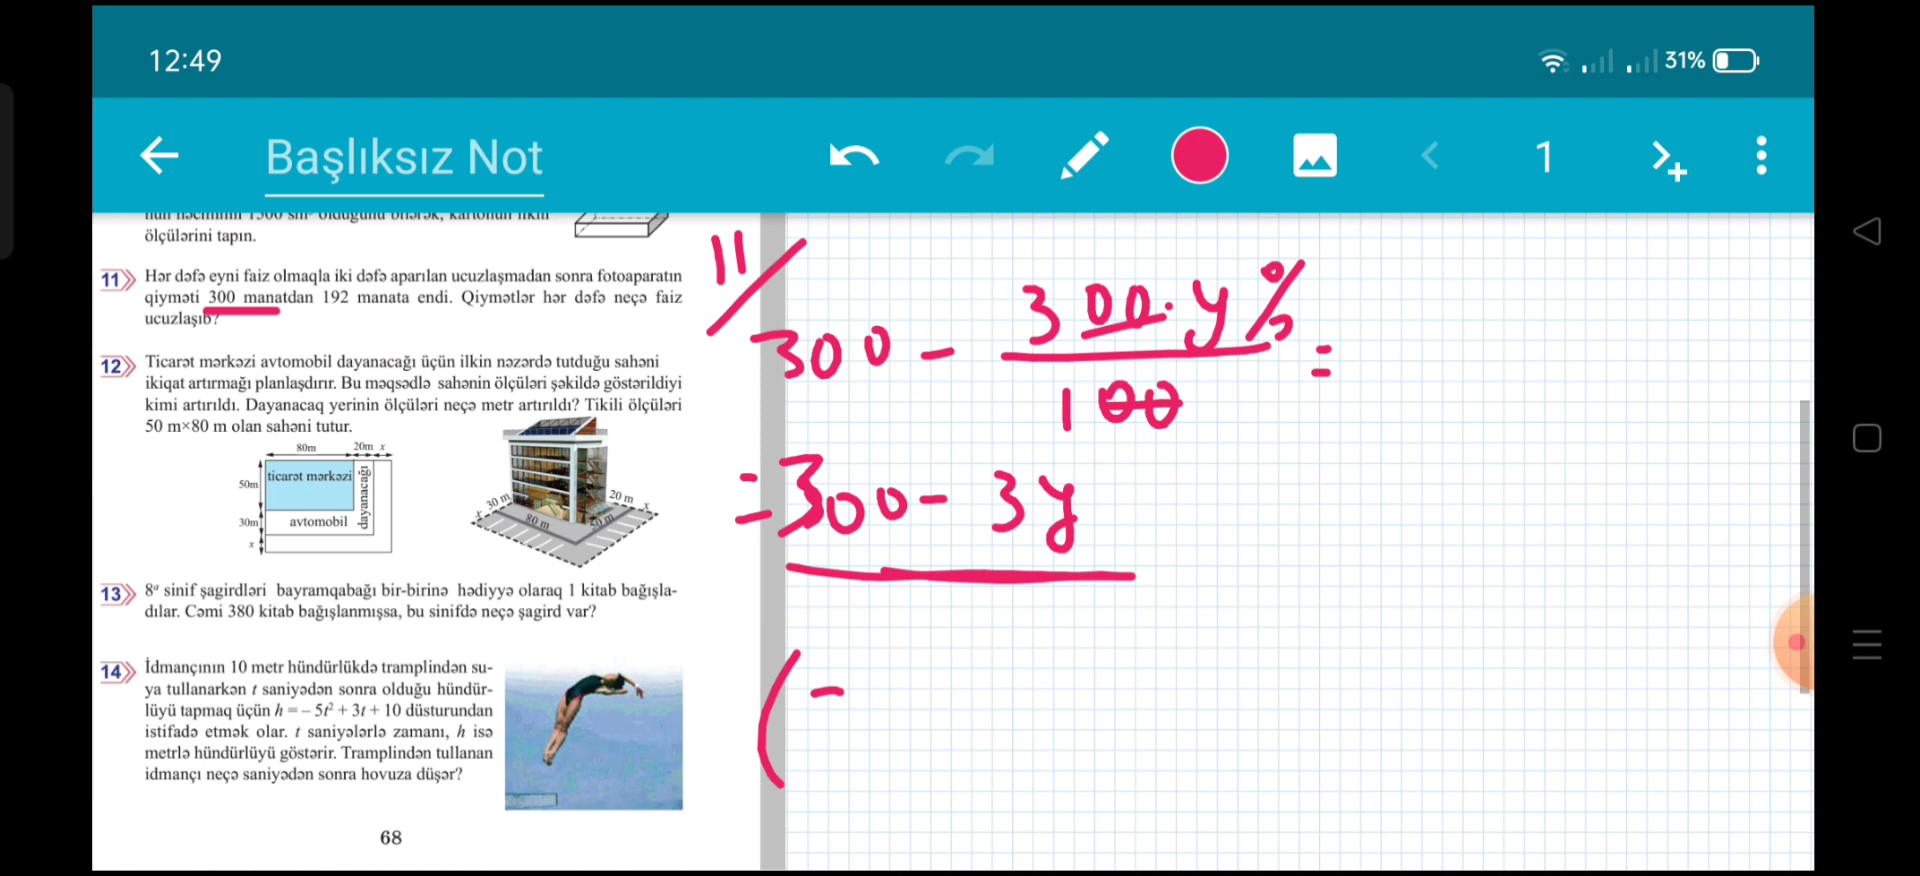 12:49
31%
Başlıksız Not
1
ölçülərini tapın.
11
Hər dəfə eyni faiz olmaqla iki dəfə aparılan ucuzlaşmadan sonra fotoaparatın
qiyməti 300 manatdan 192 manata endi. Qiymətlər hər dəfə neçə faiz
ucuzlaşıb?
12
Ticarət mərkəzi avtomobil dayanacağı üçün ilkin nəzərdə tutduğu sahəni
ikiqat artırmağı planlaşdırır. Bu məqsədlə sahənin ölçüləri şəkildə göstərildiyi
kimi artırıldı. Dayanacaq yerinin ölçüləri neçə metr artırıldı? Tikili ölçüləri
50 m×80 m olan sahəni tutur.
80m 20m x
50m ticarət mərkəzi
30m avtomobil dayanacağı
x
30 m 20 m x
x 80 m 50 m
13
8ᵃ sinif şagirdləri bayramqabağı bir-birinə hədiyyə olaraq 1 kitab bağışla-
dılar. Cəmi 380 kitab bağışlanmışsa, bu sinifdə neçə şagird var?
14
İdmançının 10 metr hündürlükdə tramplindən su-
ya tullanarkən t saniyədən sonra olduğu hündür-
lüyü tapmaq üçün h = – 5t² + 3t + 10 düsturundan
istifadə etmək olar. t saniyələrlə zamanı, h isə
metrlə hündürlüyü göstərir. Tramplindən tullanan
idmançı neçə saniyədən sonra hovuza düşər?
68
11/
300 - 300·y% =
100
=300- 3y
( -